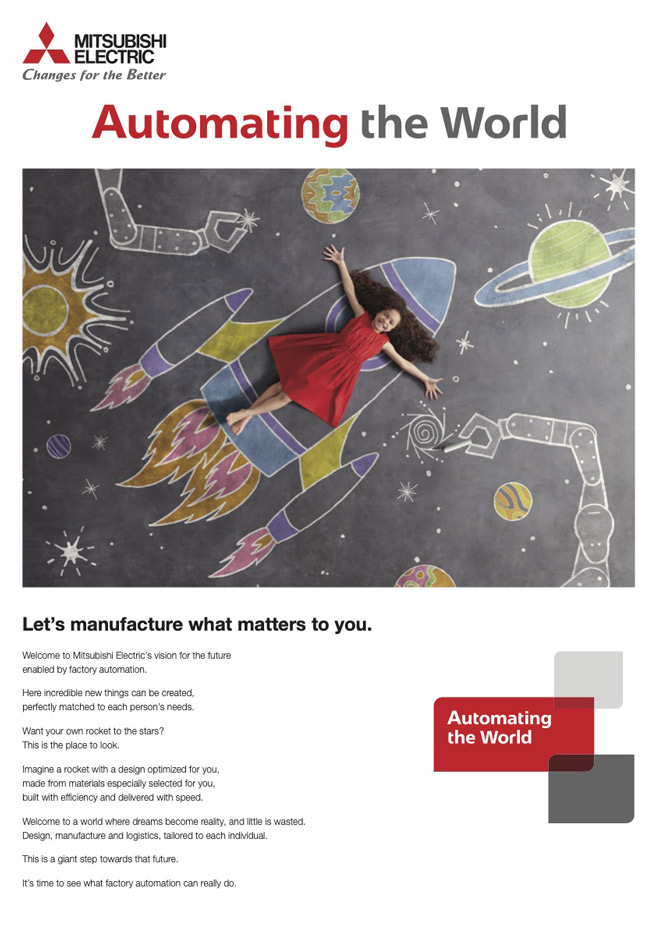 MITSUBISHI
ELECTRIC
Changes for the Better
Automating the World
Let's manufacture what matters to you.
Welcome to Mitsubishi Electric's vision for the future
enabled by factory automation.
Here incredible new things can be created,
perfectly matched to each person's needs.
Want your own rocket to the stars?
This is the place to look.
Imagine a rocket with a design optimized for you,
made from materials especially selected for you,
built with efficiency and delivered with speed.
Welcome to a world where dreams become reality, and little is wasted.
Design, manufacture and logistics, tailored to each individual.
This is a giant step towards that future.
It's time to see what factory automation can really do.
Automating
the World